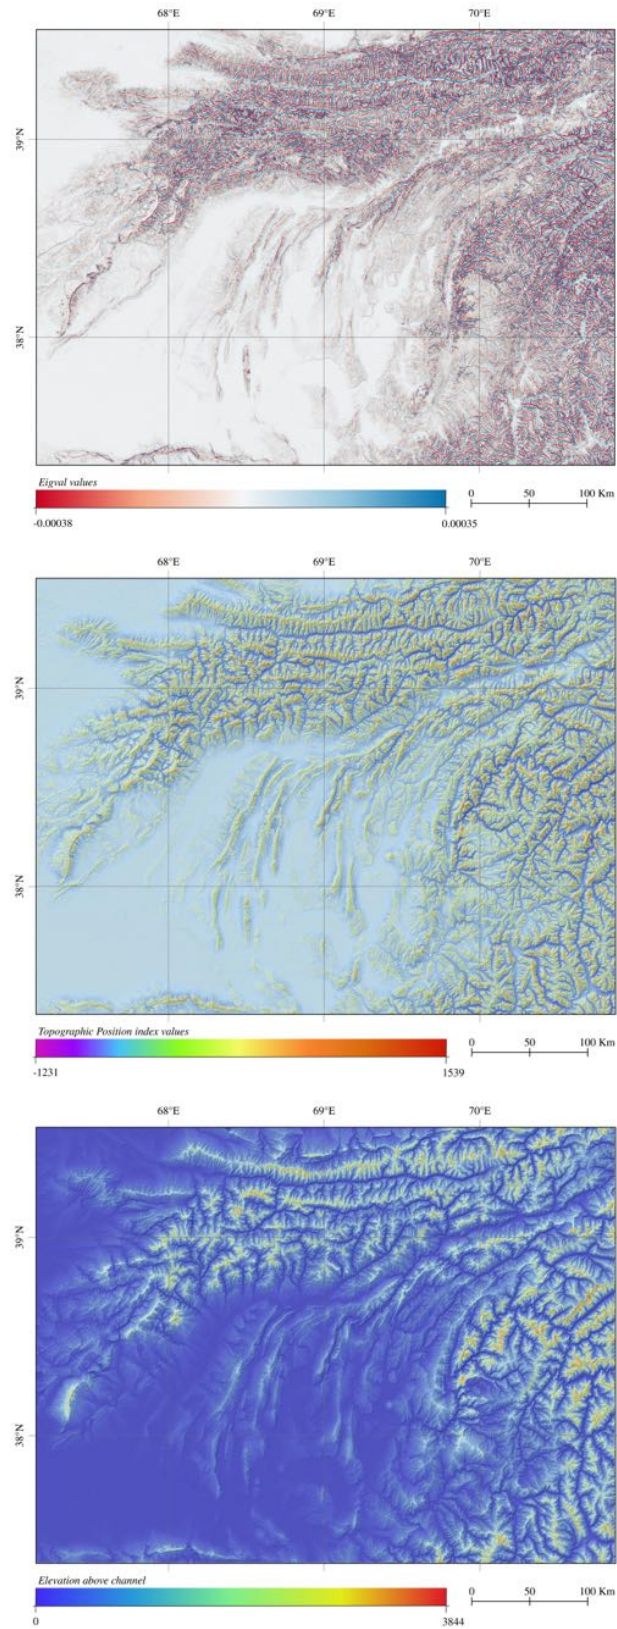 68°E 69°E 70°E
39°N
38°N
Eigval values
-0.00038 0.00035
0 50 100 Km
68°E 69°E 70°E
39°N
38°N
Topographic Position index values
-1231 1539
0 50 100 Km
68°E 69°E 70°E
39°N
38°N
Elevation above channel
0 3844
0 50 100 Km